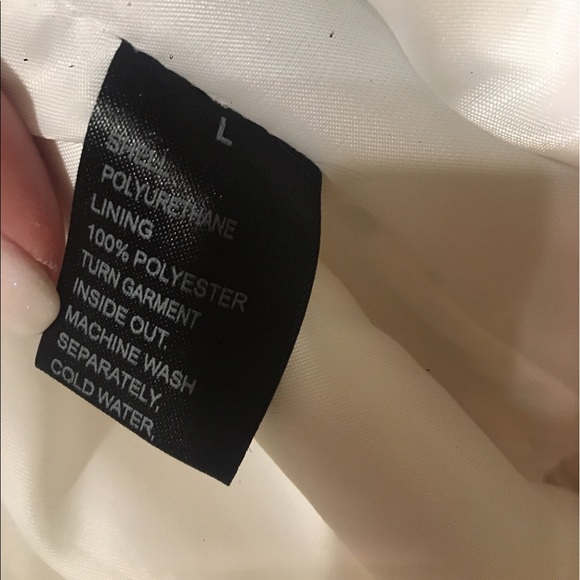 L
SHELL
POLYURETHANE
LINING
100% POLYESTER
TURN GARMENT
INSIDE OUT.
MACHINE WASH
SEPARATELY,
COLD WATER,